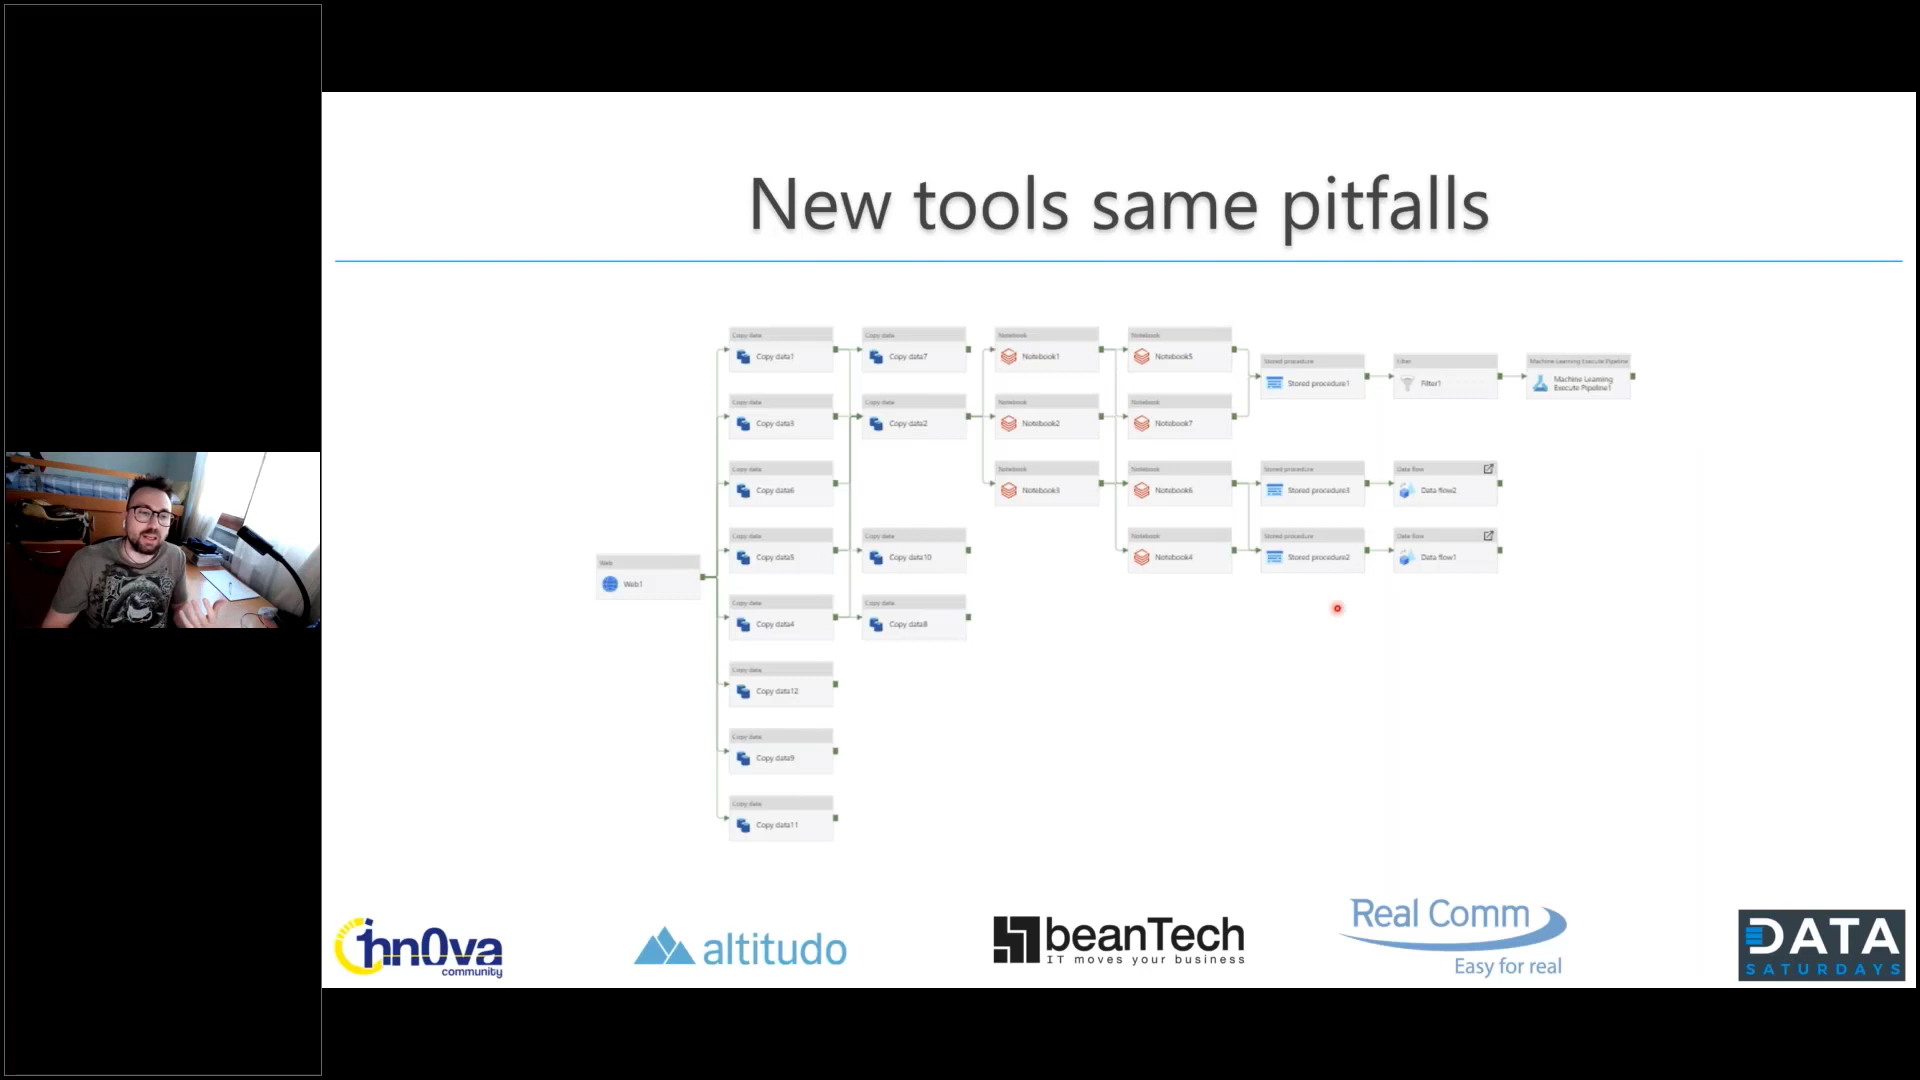 New tools same pitfalls
Copy data
Copy data1
Copy data
Copy data7
Notebook
Notebook1
Notebook
Notebook5
Stored procedure
Stored procedure1
Filter
Filter1
Machine Learning Execute Pipeline
Machine Learning
Execute Pipeline1
Copy data
Copy data3
Copy data
Copy data2
Notebook
Notebook2
Notebook
Notebook7
Copy data
Copy data6
Notebook
Notebook3
Notebook
Notebook6
Stored procedure
Stored procedure3
Data flow
Data flow2
Copy data
Copy data5
Copy data
Copy data10
Notebook
Notebook4
Stored procedure
Stored procedure2
Data flow
Data flow1
Web
Web1
Copy data
Copy data4
Copy data
Copy data8
Copy data
Copy data12
Copy data
Copy data9
Copy data
Copy data11
1nn0va
community
altitudo
beanTech
IT moves your business
Real Comm
Easy for real
DATA
SATURDAYS